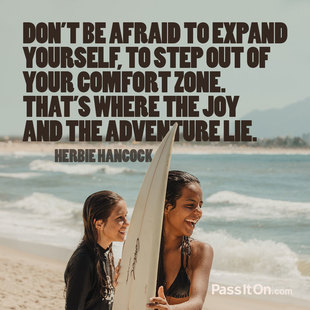 DON'T BE AFRAID TO EXPAND
YOURSELF, TO STEP OUT OF
YOUR COMFORT ZONE.
THAT'S WHERE THE JOY
AND THE ADVENTURE LIE.
HERBIE HANCOCK
PassItOn.com